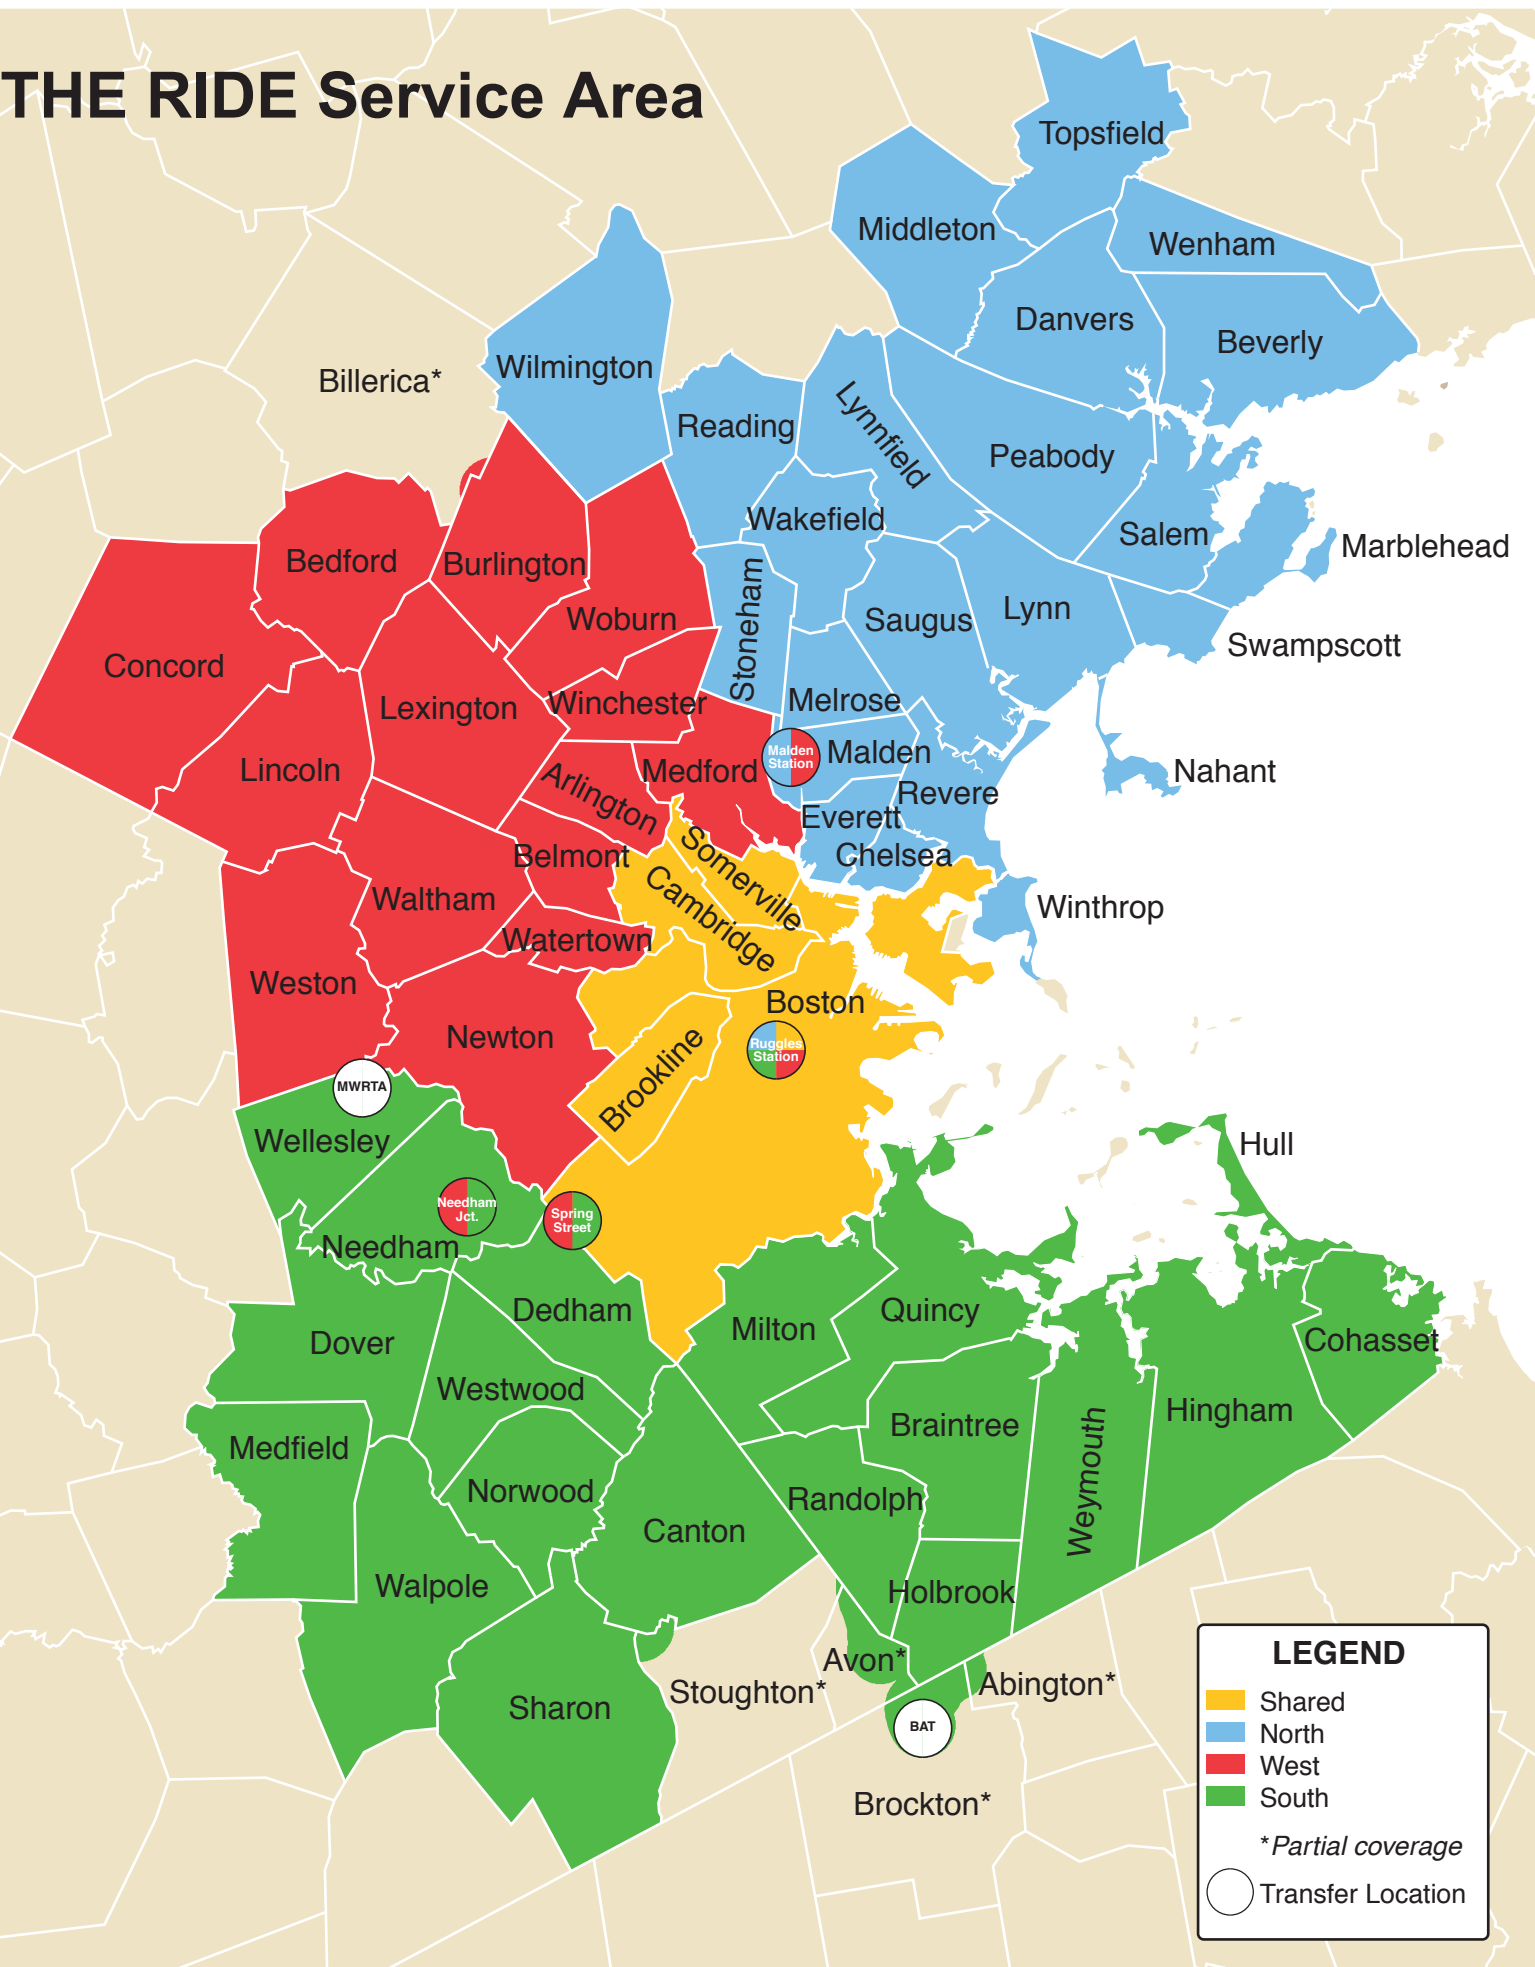 THE RIDE Service Area
Topsfield
Middleton
Wenham
Danvers
Beverly
Wilmington
Billerica*
Reading
Lynnfield
Peabody
Wakefield
Salem
Marblehead
Bedford
Burlington
Stoneham
Woburn
Saugus
Lynn
Swampscott
Concord
Lexington
Winchester
Melrose
Malden
Station
Malden
Lincoln
Arlington
Medford
Nahant
Revere
Everett
Somerville
Chelsea
Belmont
Cambridge
Waltham
Winthrop
Watertown
Weston
Boston
Newton
Brookline
Ruggles
Station
MWRTA
Wellesley
Hull
Needham
Jct.
Spring
Street
Needham
Dedham
Quincy
Milton
Dover
Cohasset
Westwood
Hingham
Braintree
Medfield
Weymouth
Norwood
Randolph
Canton
Walpole
Holbrook
Avon*
Abington*
Stoughton*
Sharon
BAT
Brockton*
LEGEND
Shared
North
West
South
*Partial coverage
Transfer Location